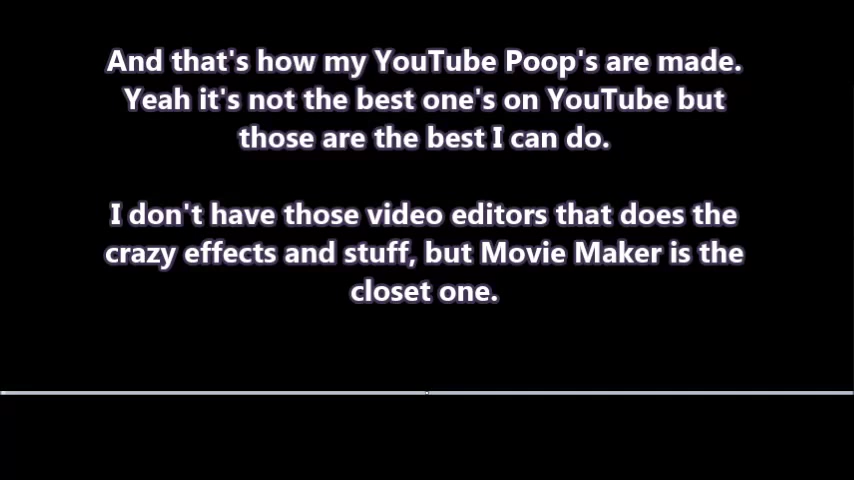 And that's how my YouTube Poop's are made.
Yeah it's not the best one's on YouTube but
those are the best I can do.
I don't have those video editors that does the
crazy effects and stuff, but Movie Maker is the
closet one.